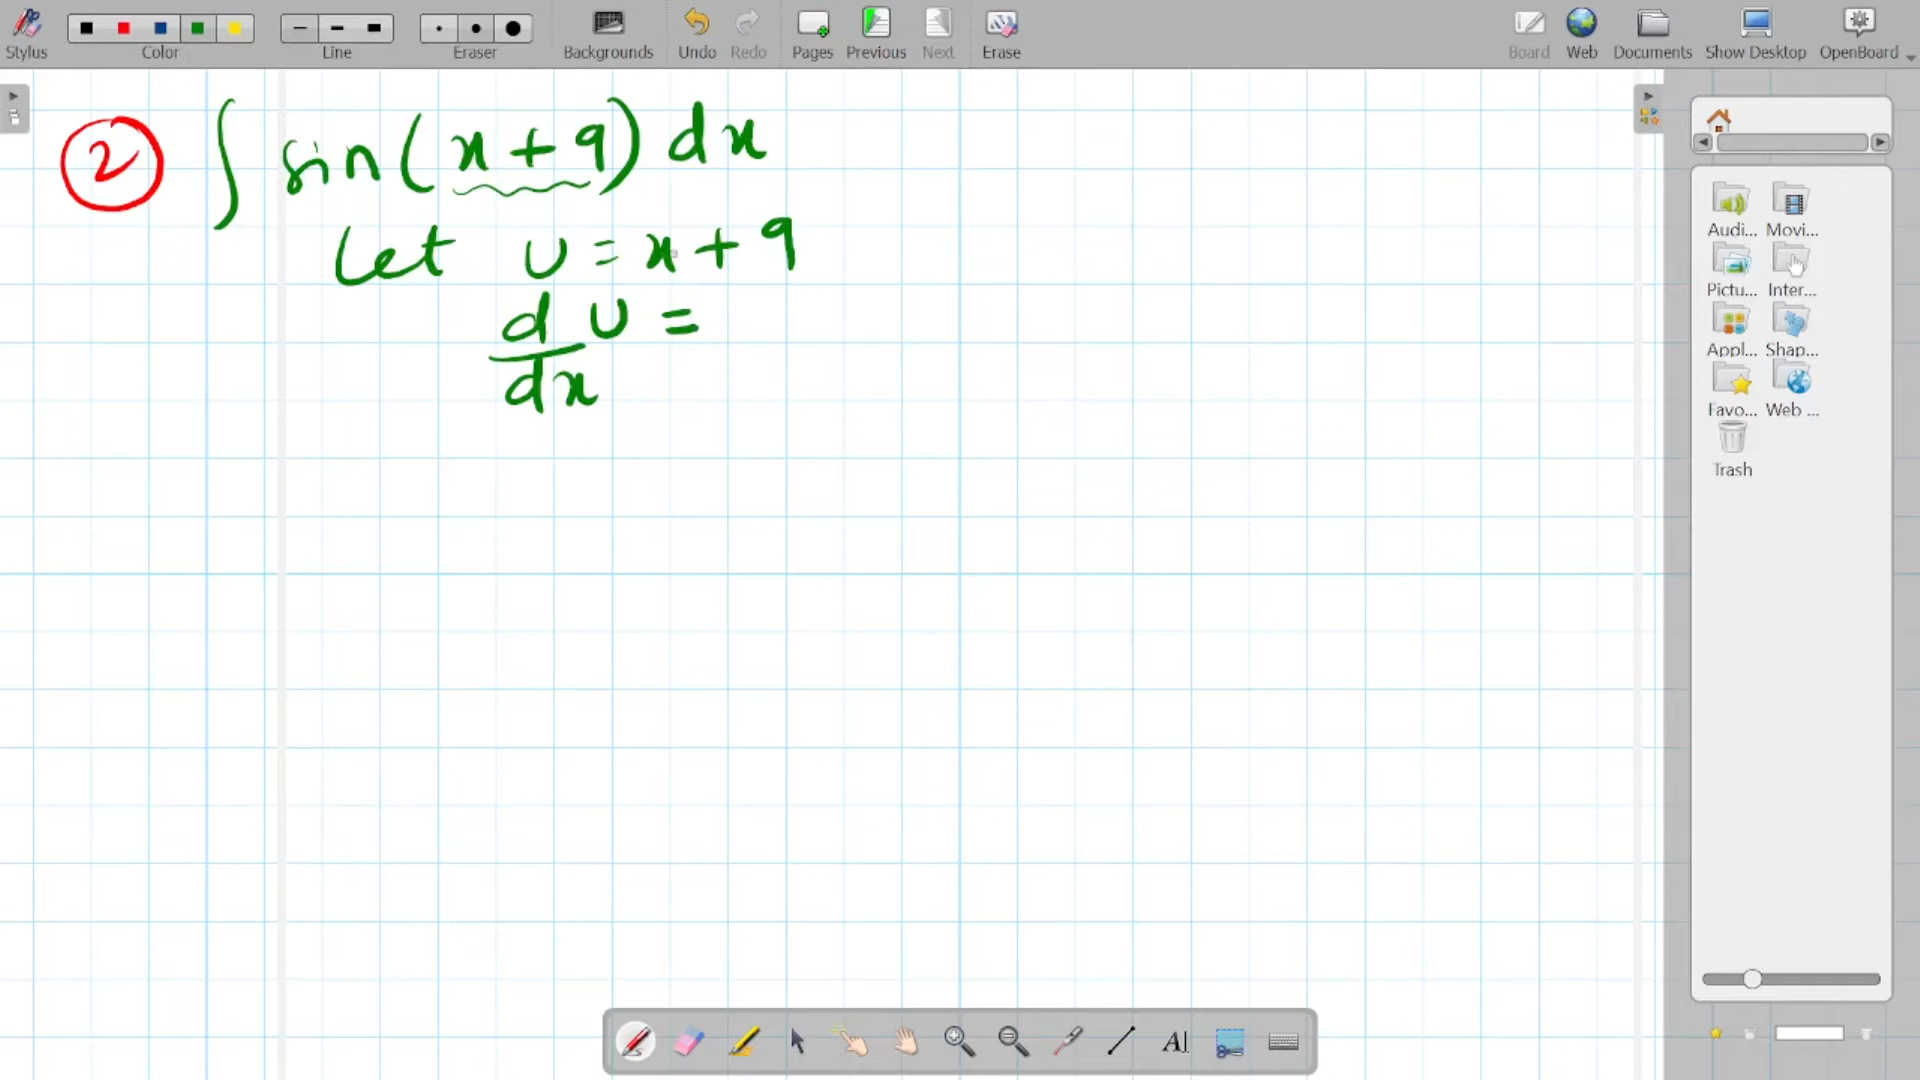 Stylus
Color
Line
Eraser
Backgrounds
Undo Redo
Pages Previous Next
Erase
Board Web Documents Show Desktop OpenBoard
② ∫ sin(x+9) dx
Let u = x + 9
d/dx u =
Audi... Movi...
Pictu... Inter...
Appl... Shap...
Favo... Web ...
Trash
A